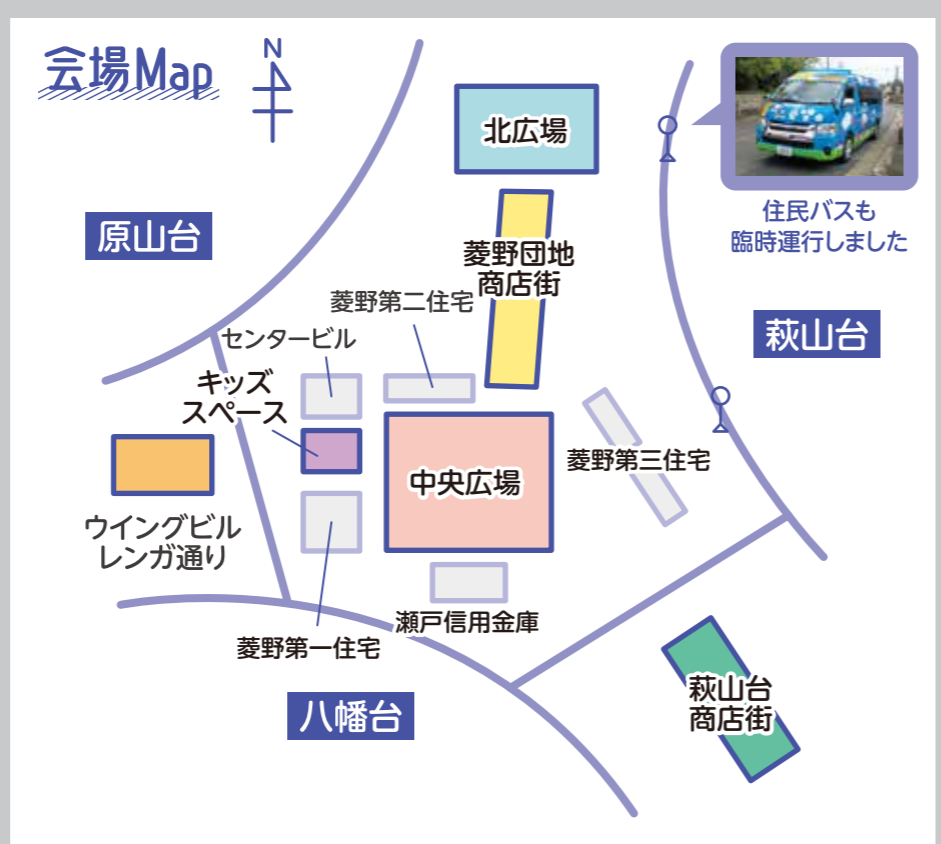 会場Map
N
北広場
住民バスも
臨時運行しました
原山台
菱野団地
商店街
菱野第二住宅
センタービル
萩山台
キッズ
スペース
中央広場
菱野第三住宅
ウイングビル
レンガ通り
瀬戸信用金庫
菱野第一住宅
萩山台
商店街
八幡台